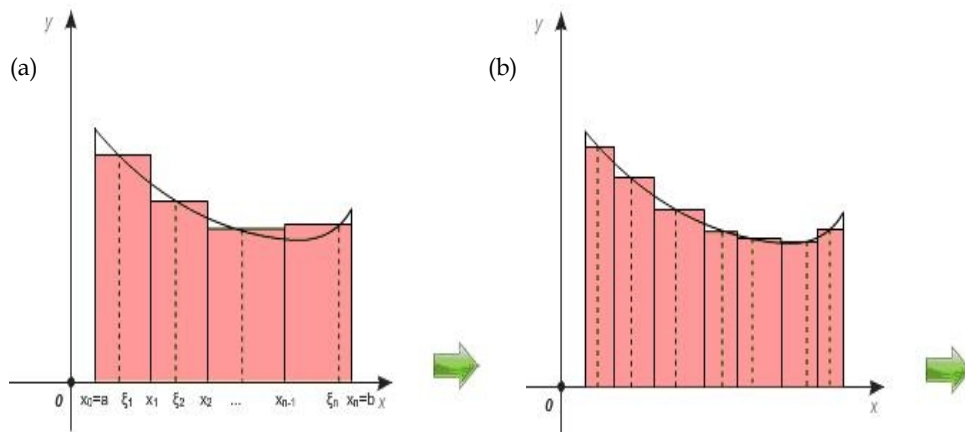 (a)
y
0 x₀=a ξ₁ x₁ ξ₂ x₂ ... xₙ₋₁ ξₙ xₙ=b x
(b)
y
0 x